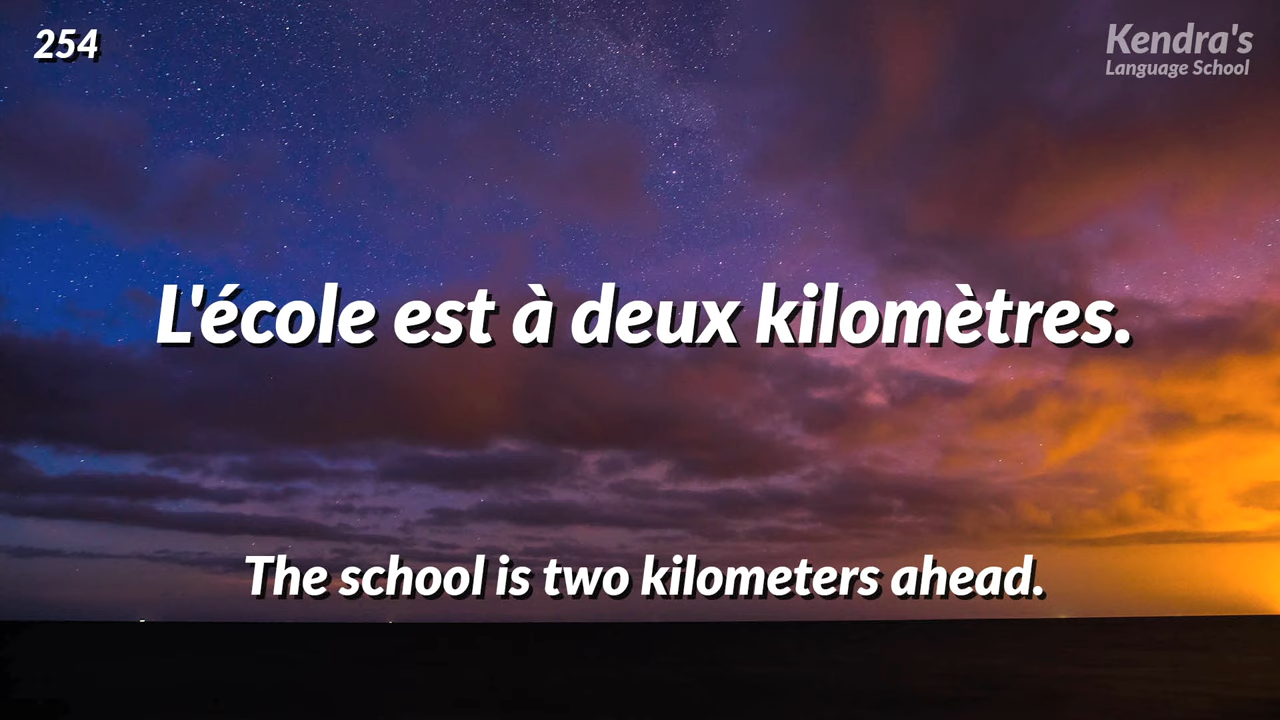 254
Kendra's
Language School
L'école est à deux kilomètres.
The school is two kilometers ahead.